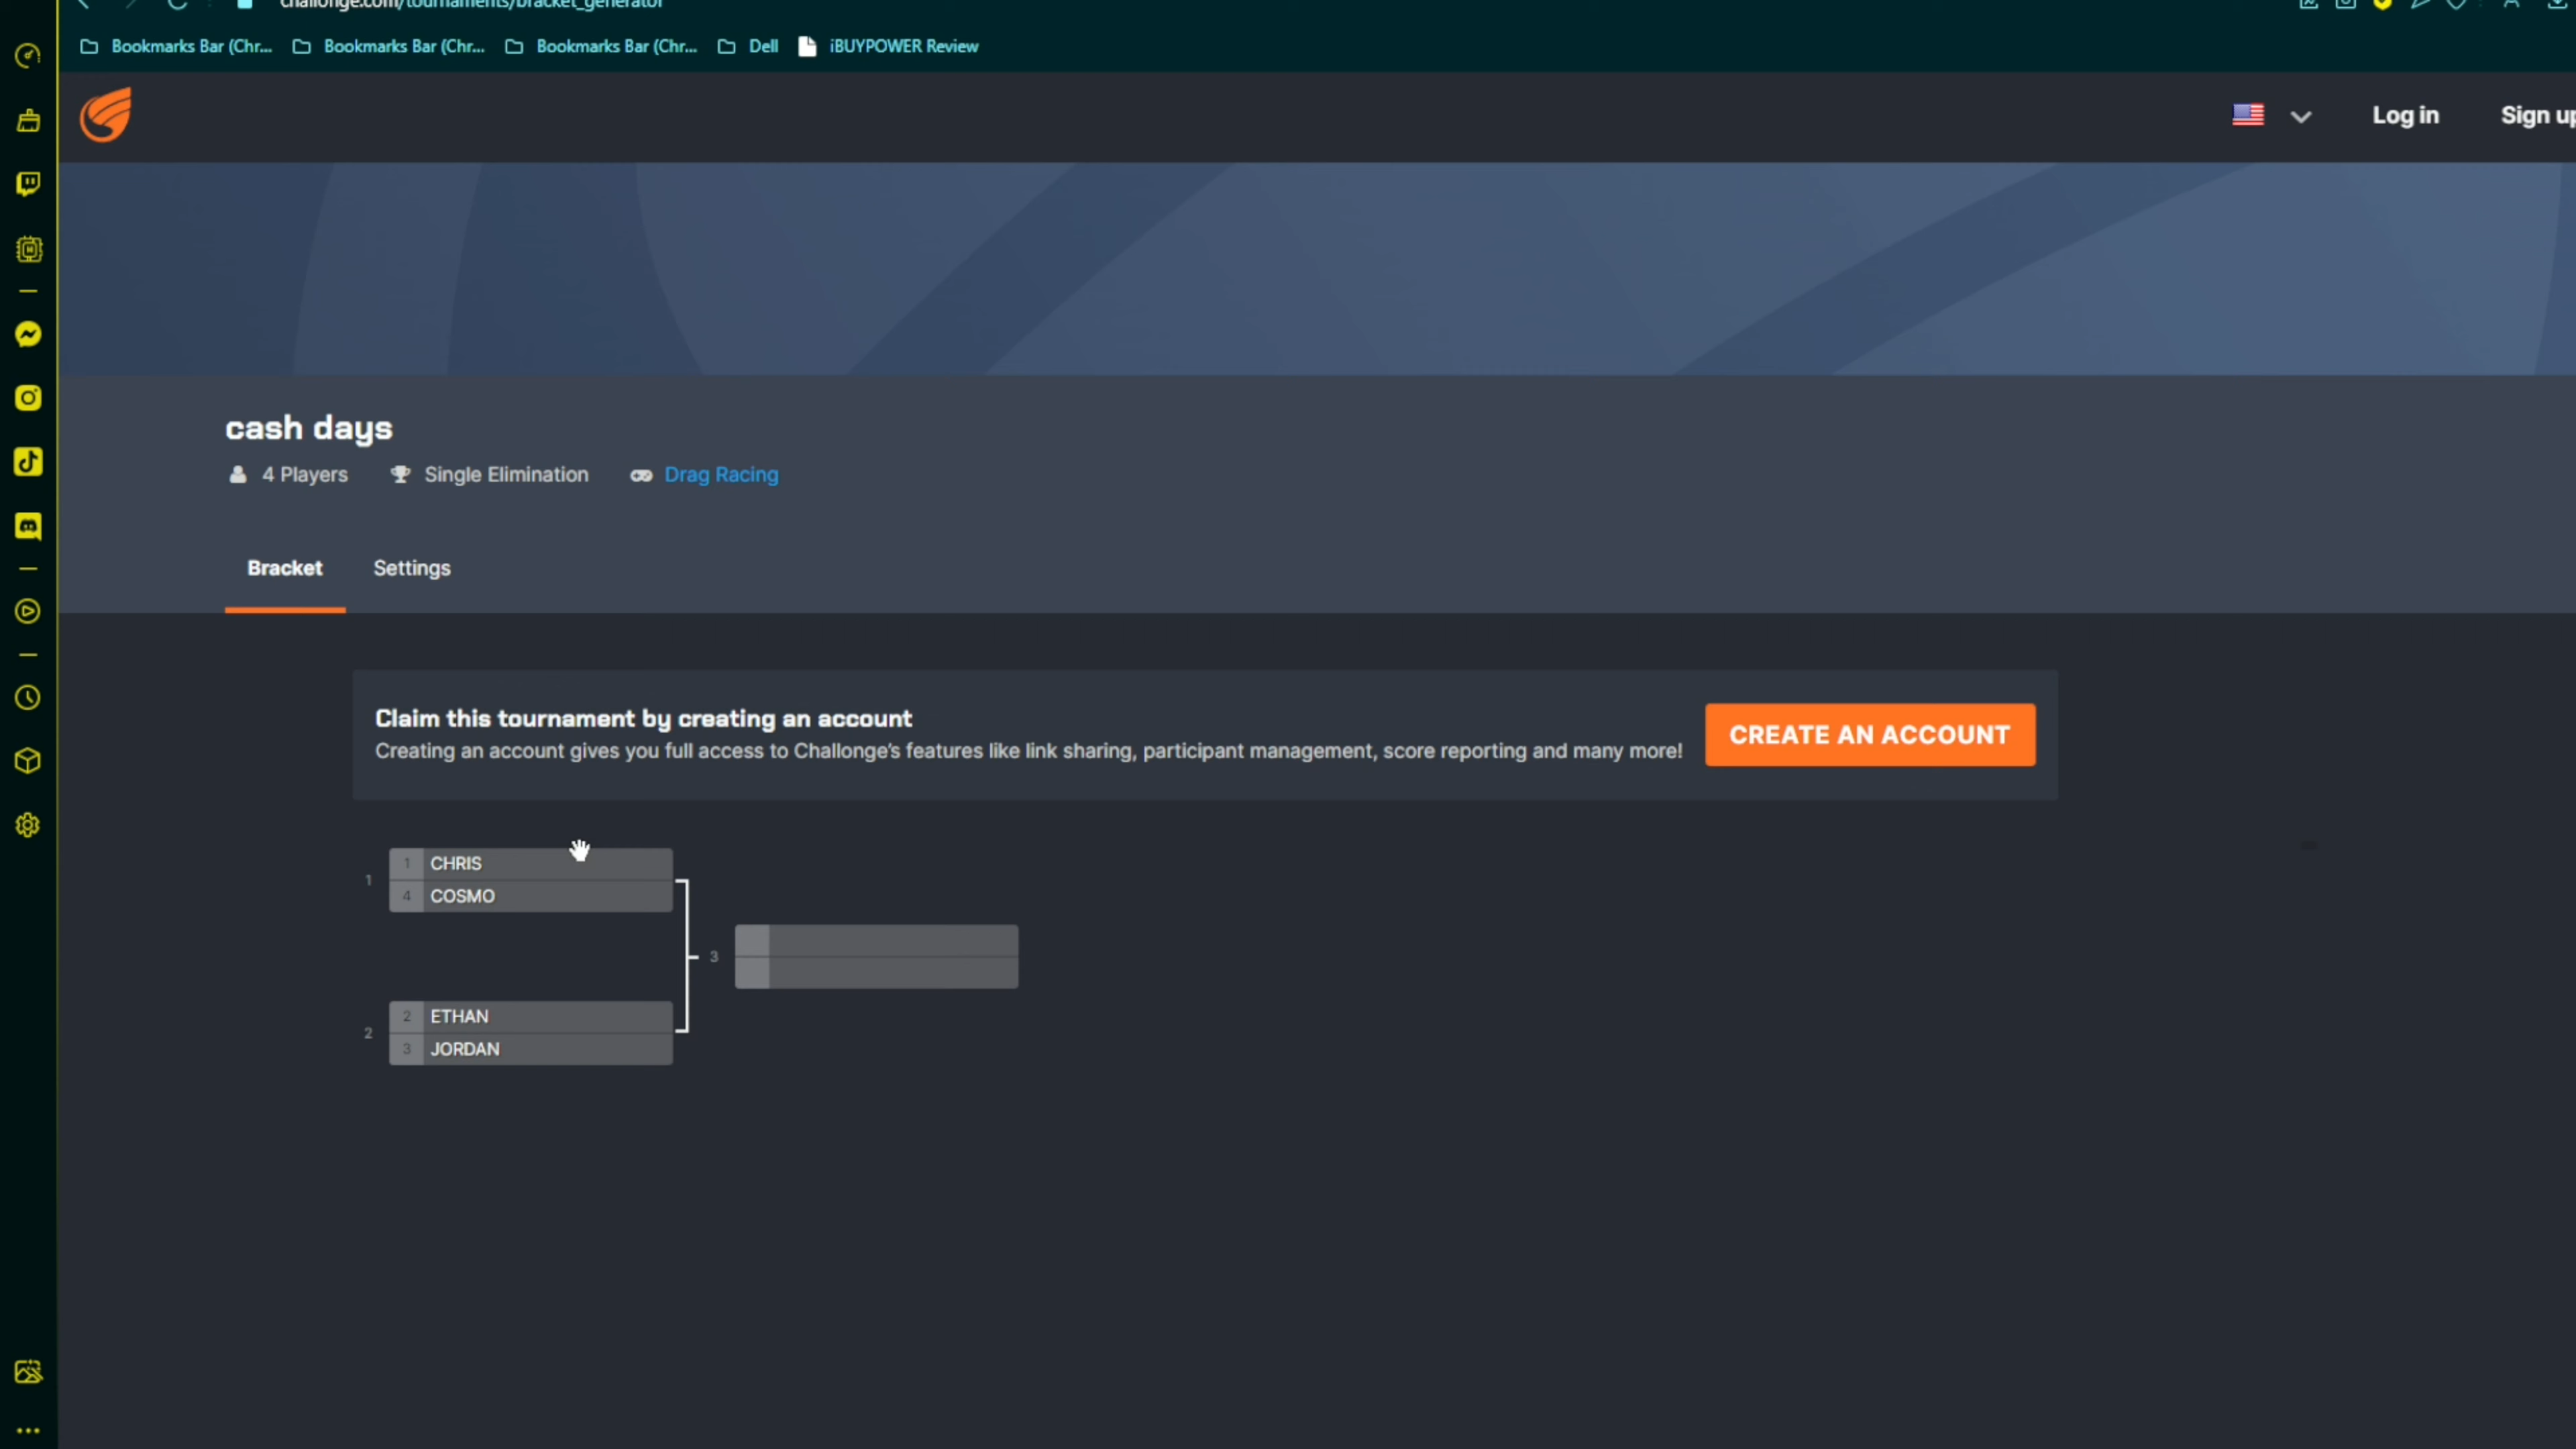 challonge.com/tournaments/bracket_generator
Bookmarks Bar (Chr... Bookmarks Bar (Chr... Bookmarks Bar (Chr... Dell iBUYPOWER Review
Log in Sign up
cash days
4 Players Single Elimination Drag Racing
Bracket Settings
Claim this tournament by creating an account
Creating an account gives you full access to Challonge's features like link sharing, participant management, score reporting and many more!
CREATE AN ACCOUNT
1
1 CHRIS
4 COSMO
3
2
2 ETHAN
3 JORDAN